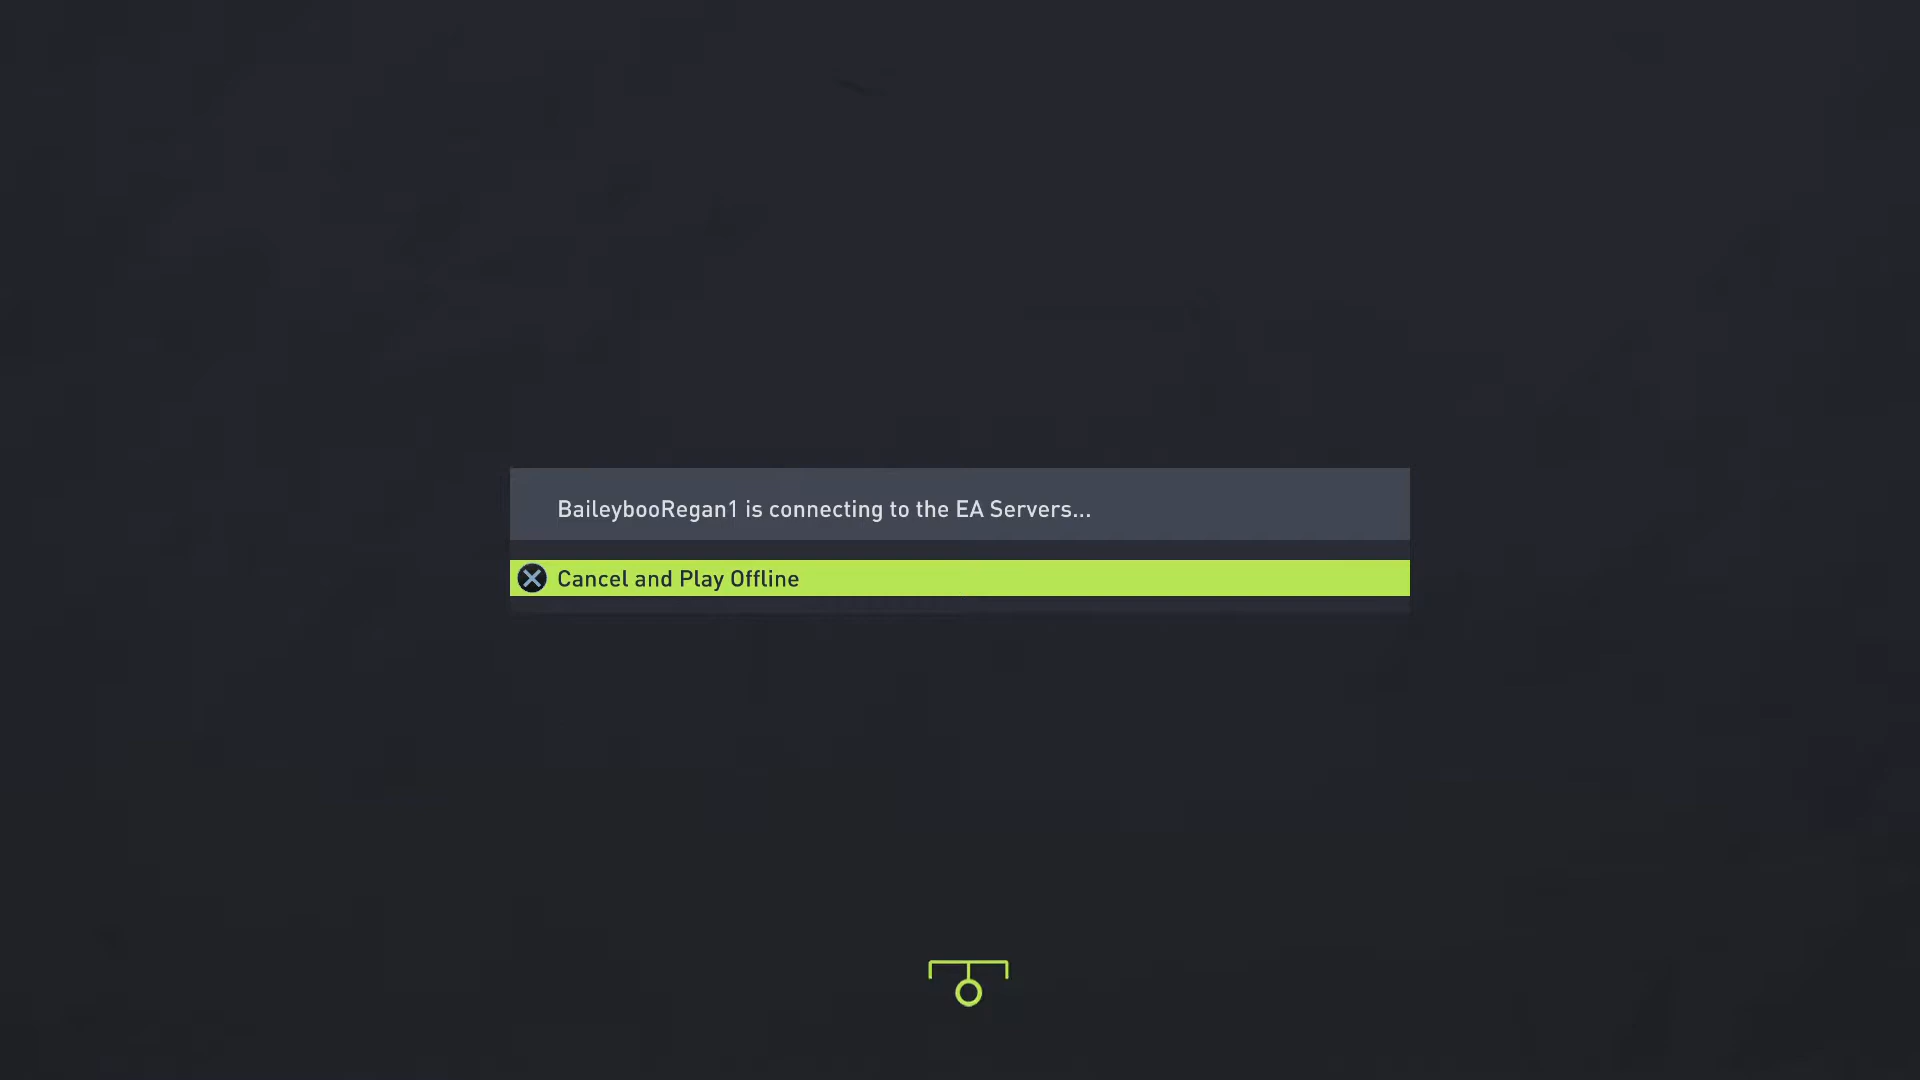 BaileybooRegan1 is connecting to the EA Servers...
Cancel and Play Offline